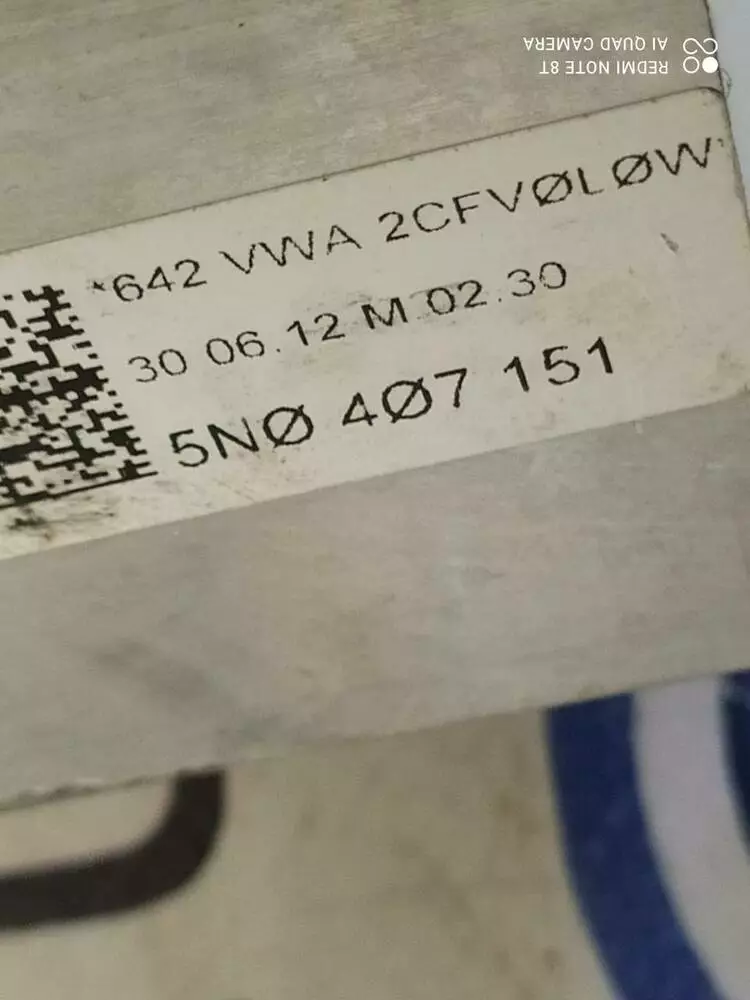 REDMI NOTE 8T
AI QUAD CAMERA
*642 VWA 2CFVØLØW*
30 06.12 M 02.30
5NØ 4Ø7 151